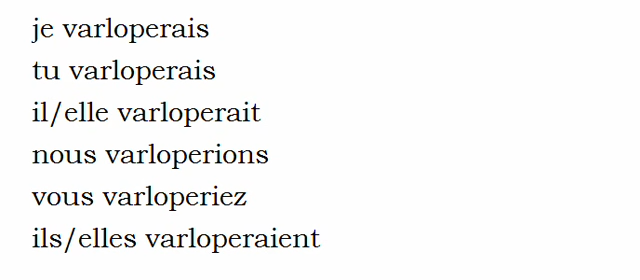 je varloperais
tu varloperais
il/elle varloperait
nous varloperions
vous varloperiez
ils/elles varloperaient